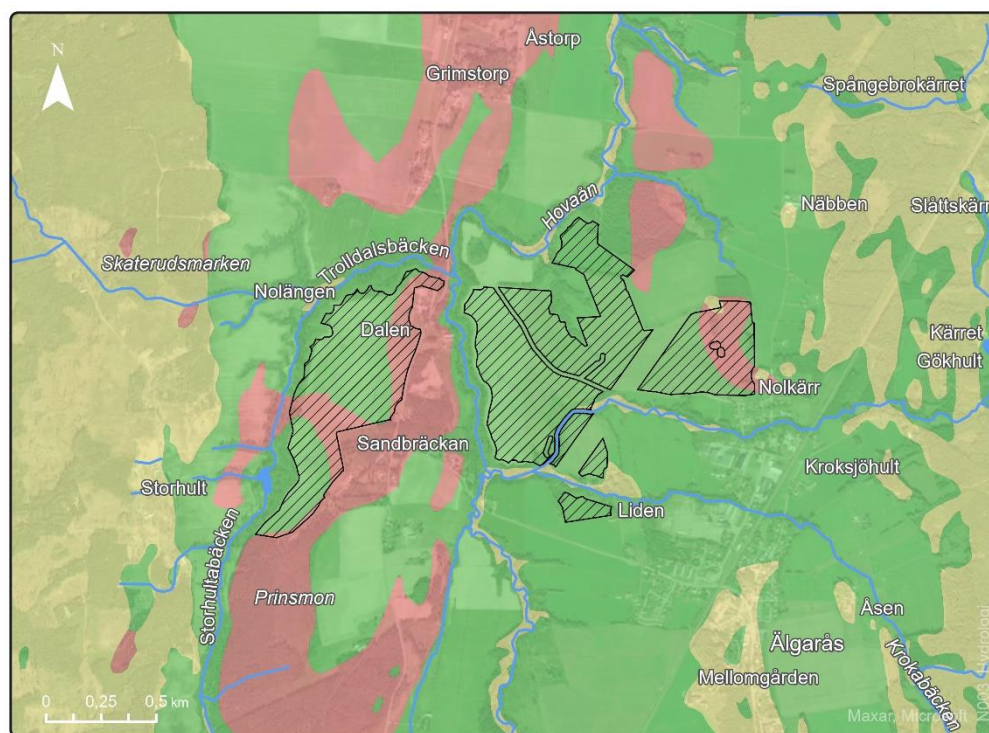 Åstorp
N
Grimstorp
Spångebrokärret
Hovaån
Näbben
Slåttskärr
Trolldalsbäcken
Skaterudsmarken
Nolängen
Dalen
Kärret
Gökhult
Nolkärr
Sandbräckan
Kroksjöhult
Storhult
Liden
Storhultabäcken
Prinsmon
Åsen
Älgarås
Krokabäcken
Mellomgården
0 0,25 0,5 km
Maxar, Microsoft